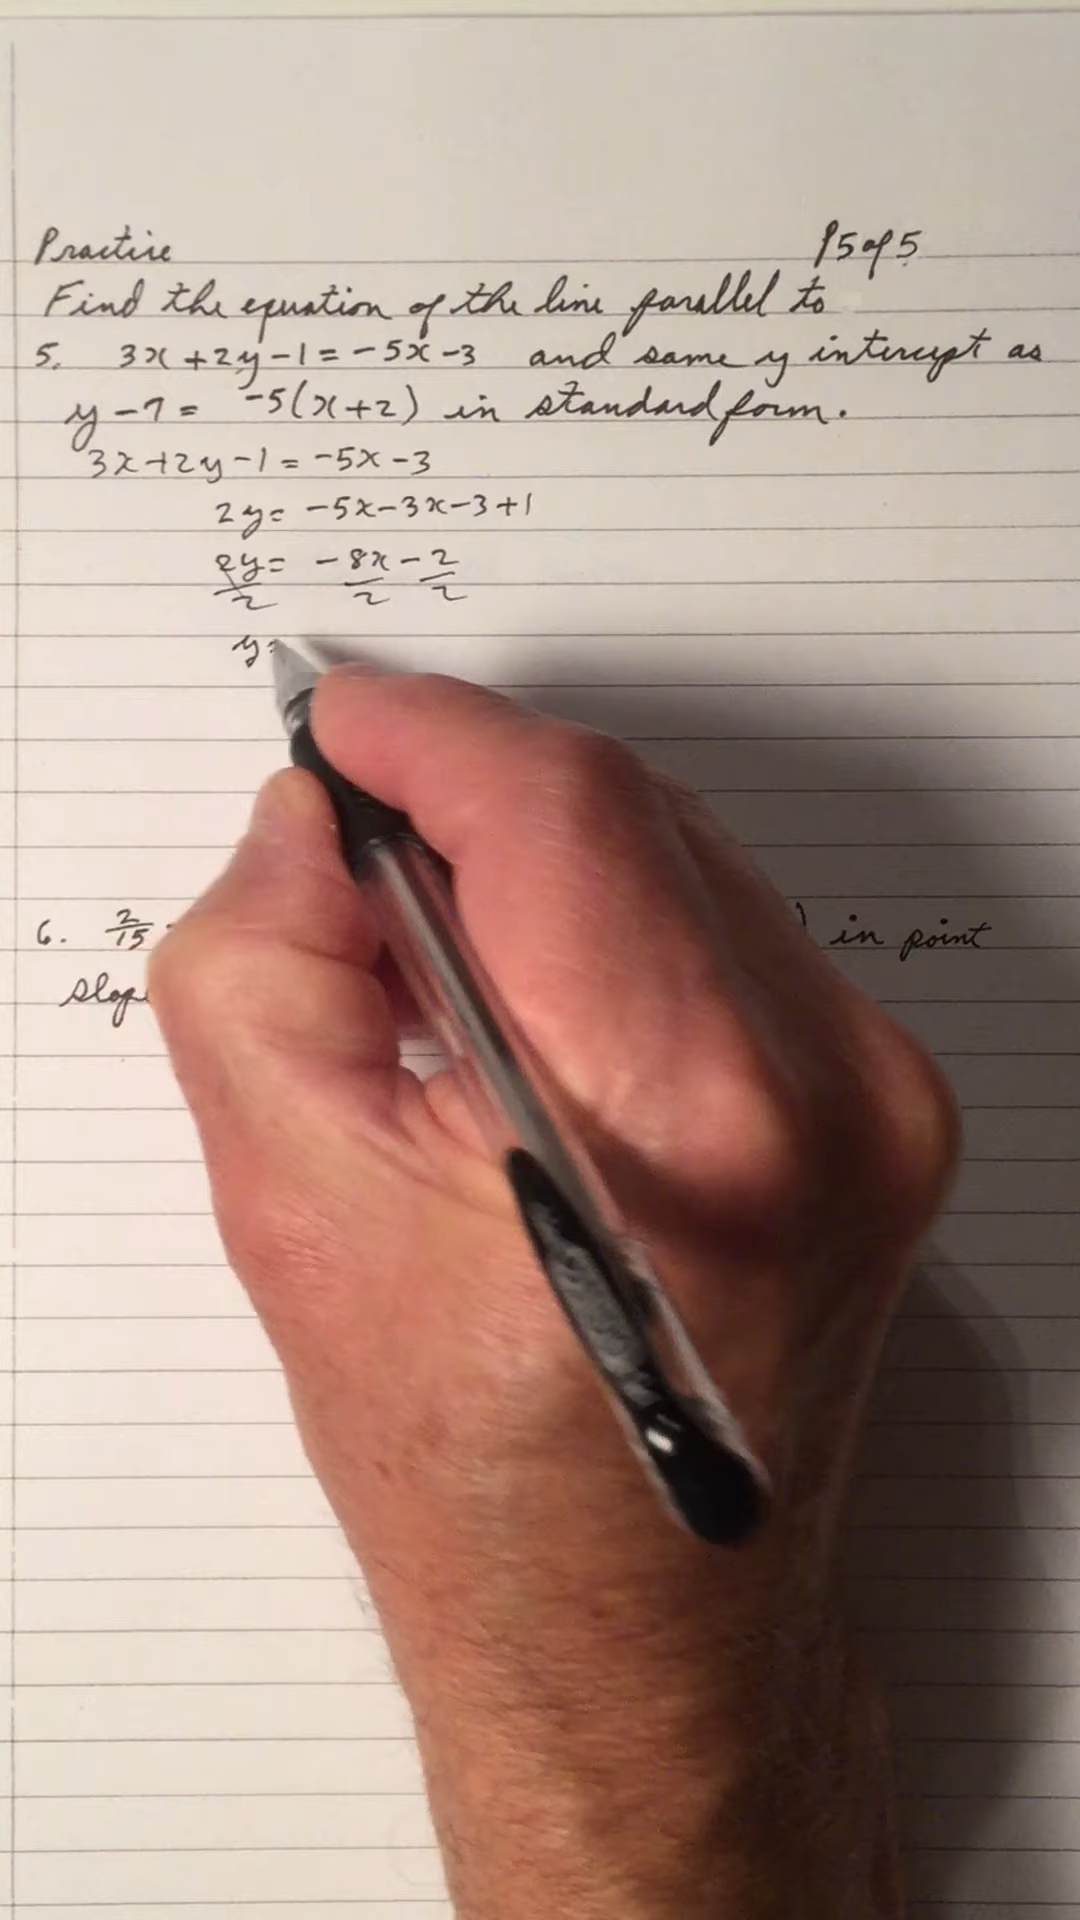 Practice P5 of 5
Find the equation of the line parallel to
5. 3x + 2y - 1 = -5x - 3 and same y intercept as
y - 7 = -5(x+2) in standard form.
3x + 2y - 1 = -5x - 3
2y = -5x - 3x - 3 + 1
2y/2 = -8x/2 - 2/2
y =
6. 2/15 ) in point
slope